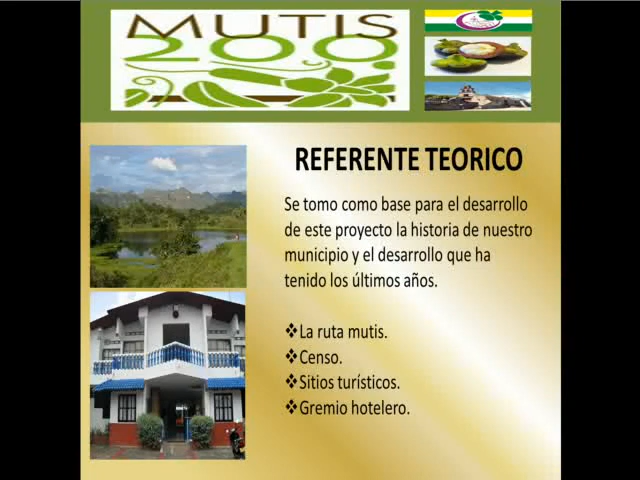 MUTIS
200
REFERENTE TEORICO
Se tomo como base para el desarrollo
de este proyecto la historia de nuestro
municipio y el desarrollo que ha
tenido los últimos años.
❖La ruta mutis.
❖Censo.
❖Sitios turísticos.
❖Gremio hotelero.